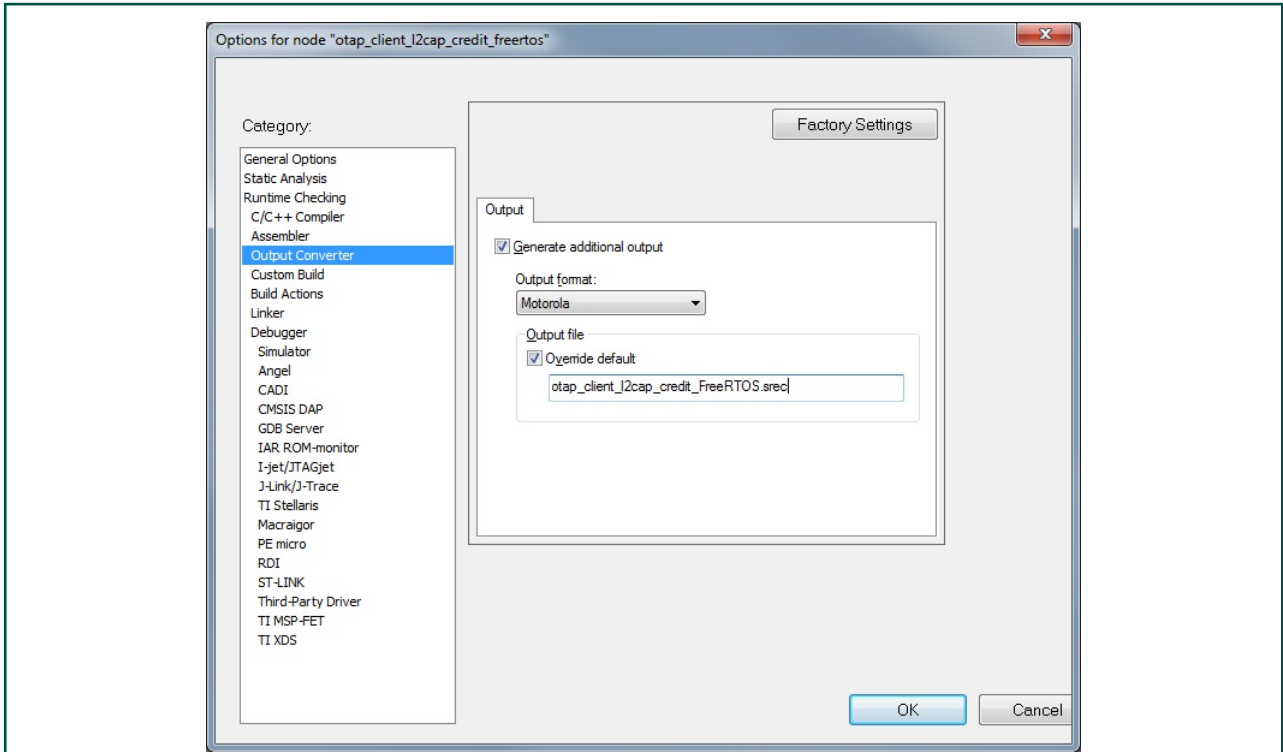 Options for node "otap_client_l2cap_credit_freertos"
x
Category:
Factory Settings
General Options
Static Analysis
Runtime Checking
C/C++ Compiler
Assembler
Output Converter
Custom Build
Build Actions
Linker
Debugger
Simulator
Angel
CADI
CMSIS DAP
GDB Server
IAR ROM-monitor
I-jet/JTAGjet
J-Link/J-Trace
TI Stellaris
Macraigor
PE micro
RDI
ST-LINK
Third-Party Driver
TI MSP-FET
TI XDS
Output
Generate additional output
Output format:
Motorola
Output file
Override default
otap_client_l2cap_credit_FreeRTOS.srec
OK
Cancel